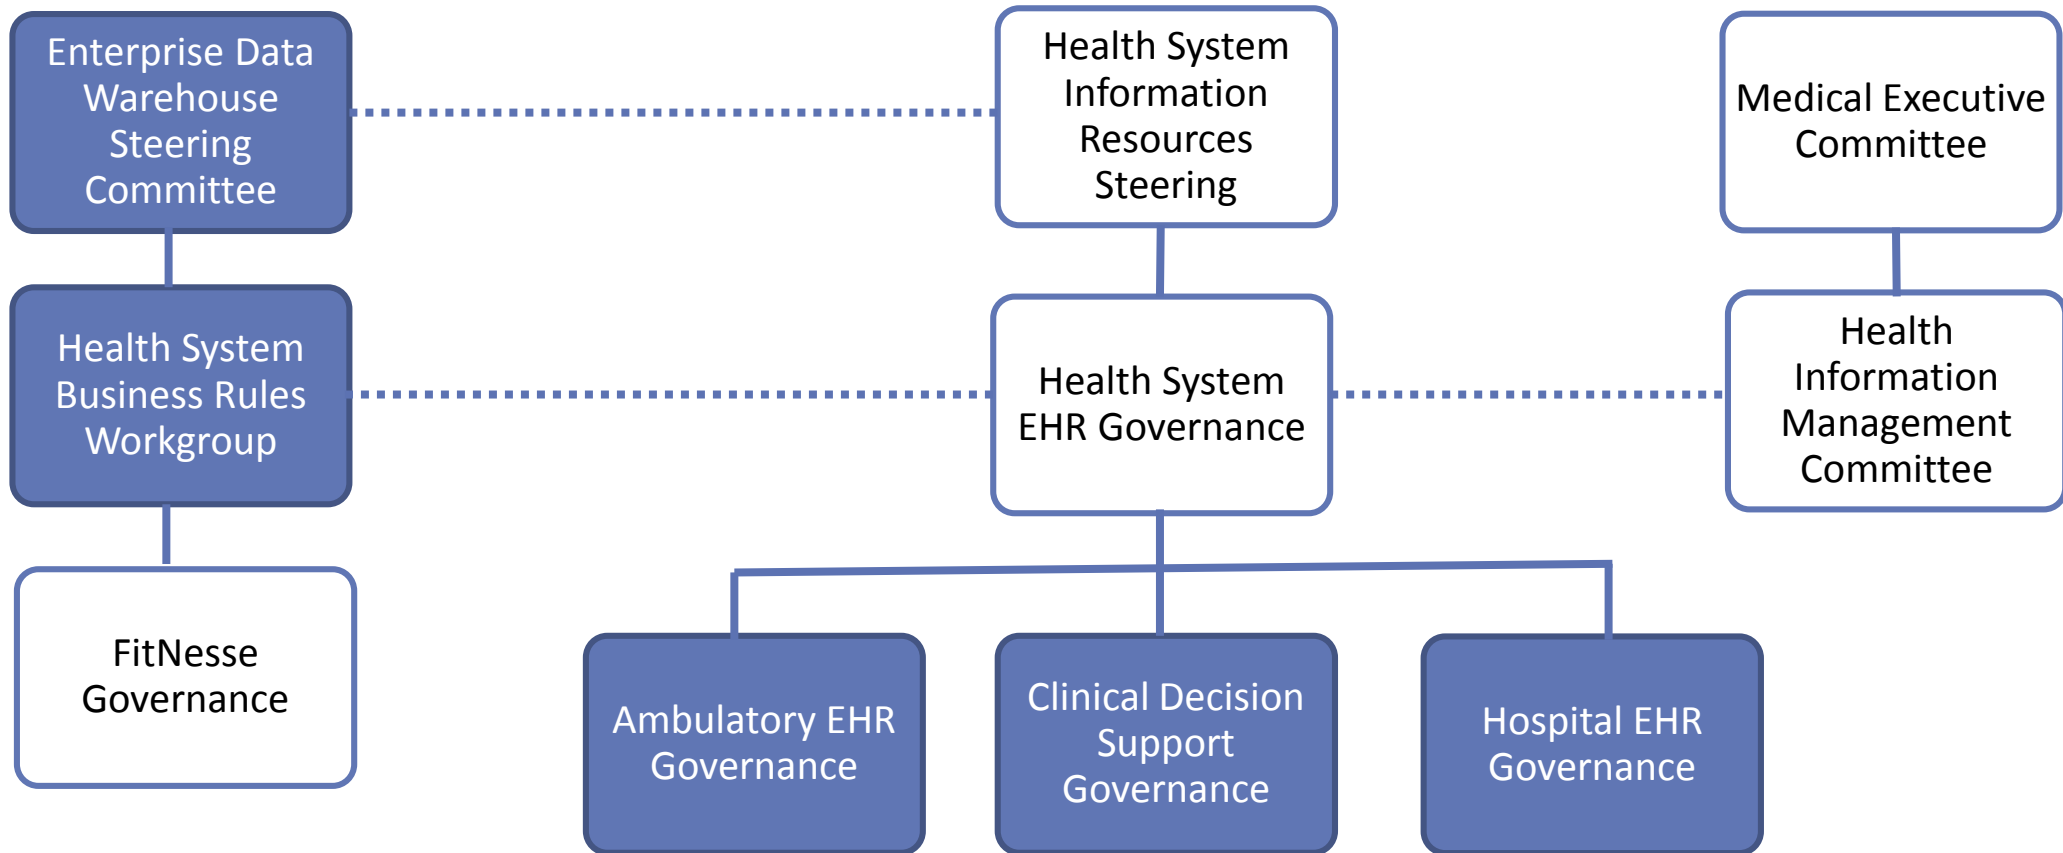 Enterprise Data
Warehouse
Steering
Committee
Health System
Information
Resources
Steering
Medical Executive
Committee
Health System
Business Rules
Workgroup
Health System
EHR Governance
Health
Information
Management
Committee
FitNesse
Governance
Ambulatory EHR
Governance
Clinical Decision
Support
Governance
Hospital EHR
Governance